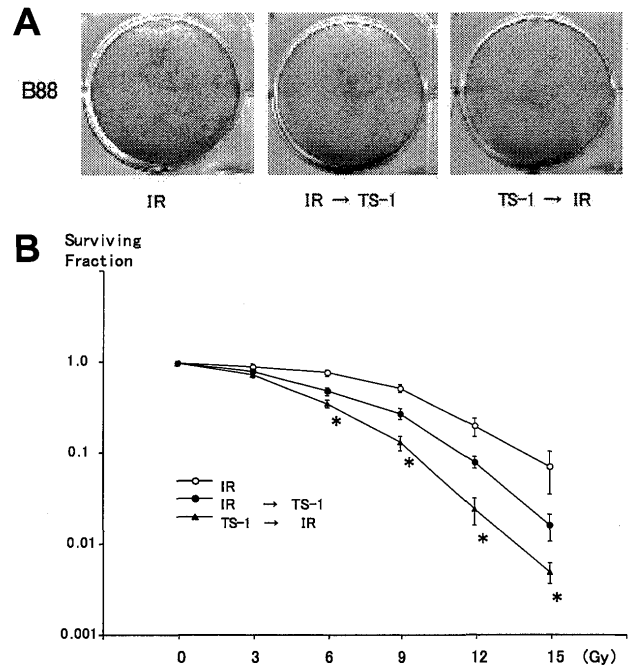 A
B88
IR
IR → TS-1
TS-1 → IR
B
Surviving
Fraction
1.0
0.1
0.01
0.001
IR
IR → TS-1
TS-1 → IR
*
*
*
*
0 3 6 9 12 15 (Gy)